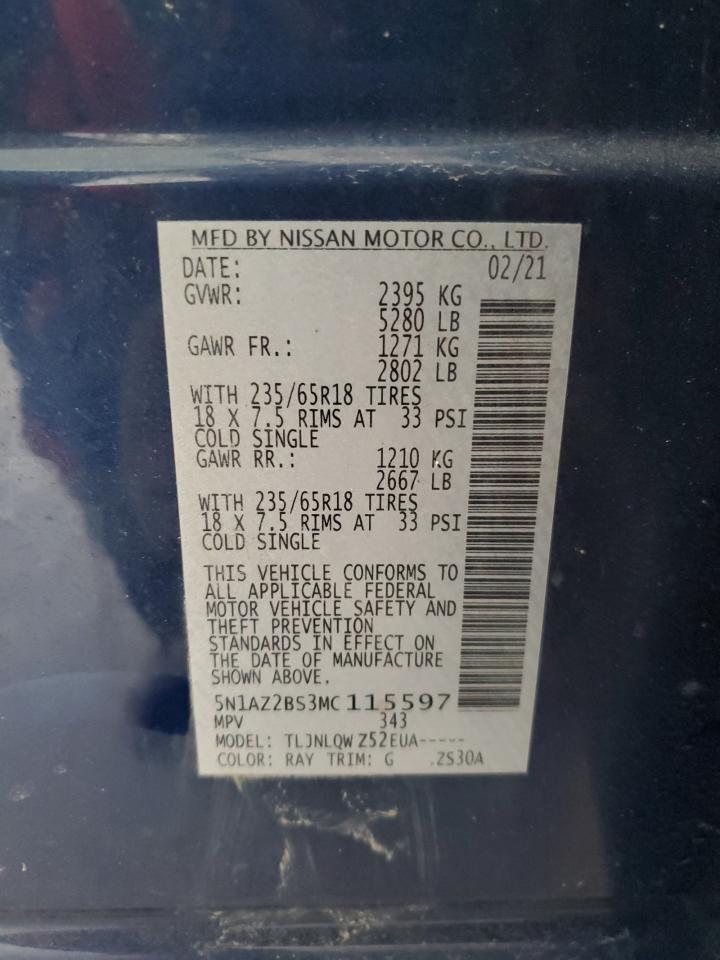 MFD BY NISSAN MOTOR CO., LTD.
DATE: 02/21
GVWR: 2395 KG
5280 LB
GAWR FR.: 1271 KG
2802 LB
WITH 235/65R18 TIRES
18 X 7.5 RIMS AT 33 PSI
COLD SINGLE
GAWR RR.: 1210 KG
2667 LB
WITH 235/65R18 TIRES
18 X 7.5 RIMS AT 33 PSI
COLD SINGLE
THIS VEHICLE CONFORMS TO
ALL APPLICABLE FEDERAL
MOTOR VEHICLE SAFETY AND
THEFT PREVENTION
STANDARDS IN EFFECT ON
THE DATE OF MANUFACTURE
SHOWN ABOVE.
5N1AZ2BS3MC115597
MPV 343
MODEL: TLJNLQW Z52EUA-----
COLOR: RAY TRIM: G .ZS30A